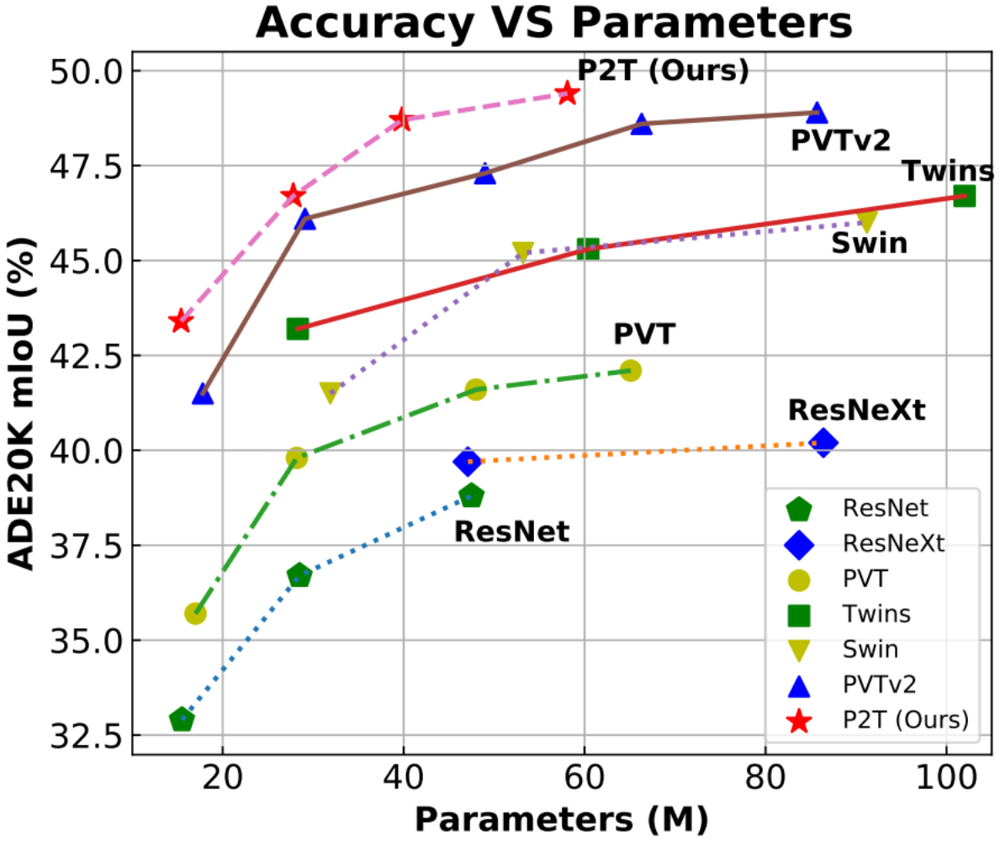 Accuracy VS Parameters
ADE20K mIoU (%)
50.0
47.5
45.0
42.5
40.0
37.5
35.0
32.5
P2T (Ours)
PVTv2
Twins
Swin
PVT
ResNeXt
ResNet
ResNet
ResNeXt
PVT
Twins
Swin
PVTv2
P2T (Ours)
20 40 60 80 100
Parameters (M)